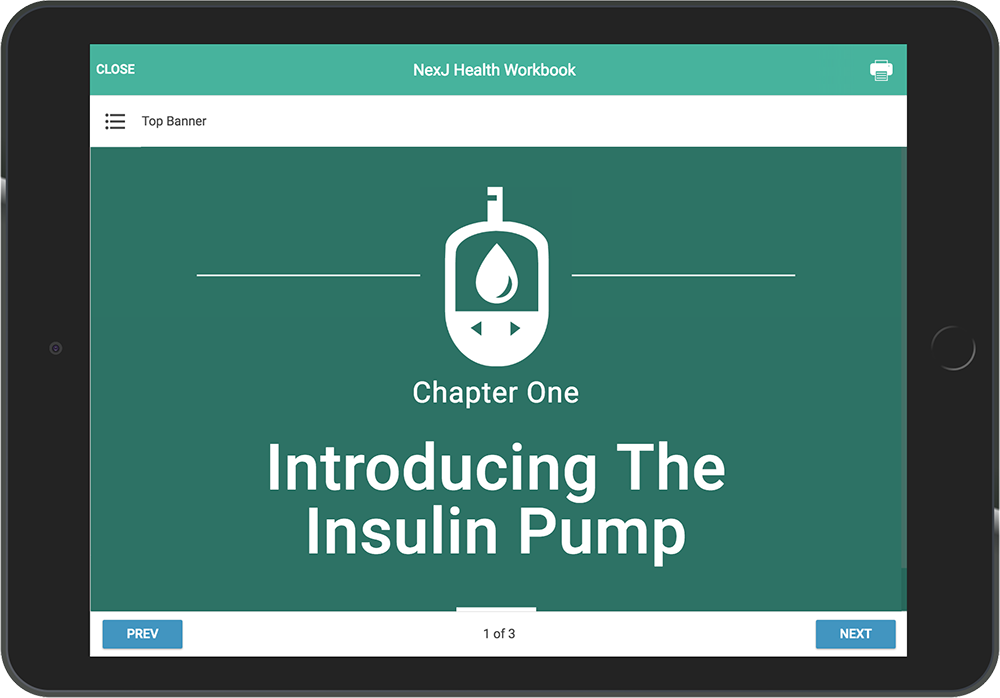 CLOSE
NexJ Health Workbook
Top Banner
Chapter One
Introducing The
Insulin Pump
PREV
1 of 3
NEXT